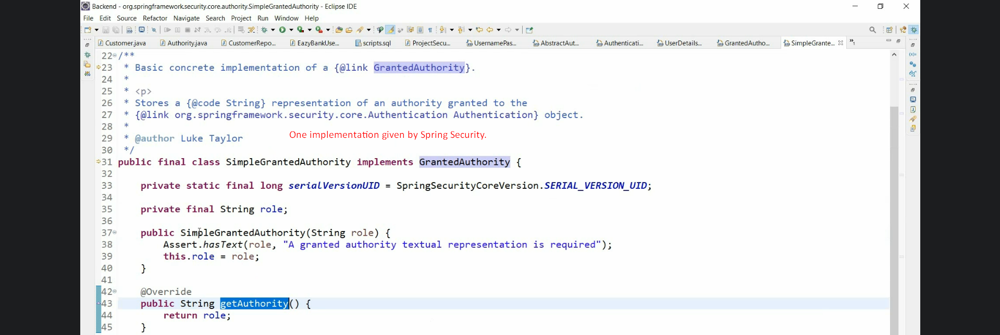 Backend - org.springframework.security.core.authority.SimpleGrantedAuthority - Eclipse IDE
File Edit Source Refactor Navigate Search Project Run Window Help
Customer.java Authority.java CustomerRepo... EazyBankUse... scripts.sql ProjectSecu... UsernamePas... AbstractAut... Authenticati... UserDetails... GrantedAutho... SimpleGrante... »1
22 /**
23 * Basic concrete implementation of a {@link GrantedAuthority}.
24 *
25 * <p>
26 * Stores a {@code String} representation of an authority granted to the
27 * {@link org.springframework.security.core.Authentication Authentication} object.
28 *
29 * @author Luke Taylor
One implementation given by Spring Security.
30 */
31 public final class SimpleGrantedAuthority implements GrantedAuthority {
32
33 private static final long serialVersionUID = SpringSecurityCoreVersion.SERIAL_VERSION_UID;
34
35 private final String role;
36
37 public SimpleGrantedAuthority(String role) {
38 Assert.hasText(role, "A granted authority textual representation is required");
39 this.role = role;
40 }
41
42 @Override
43 public String getAuthority() {
44 return role;
45 }